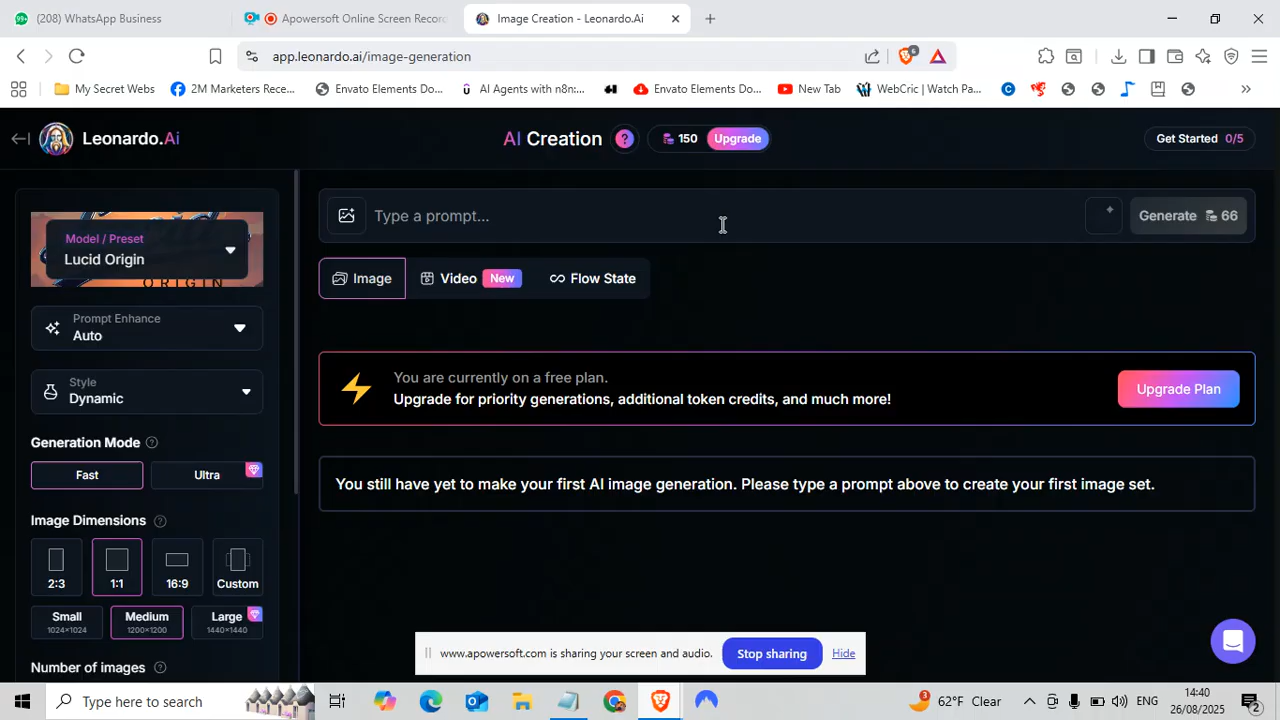 (208) WhatsApp Business
Apowersoft Online Screen Recor
Image Creation - Leonardo.Ai
app.leonardo.ai/image-generation
6
My Secret Webs
2M Marketers Rece...
Envato Elements Do...
AI Agents with n8n:...
Envato Elements Do...
New Tab
WebCric | Watch Pa...
Leonardo.Ai
AI Creation ?
150 Upgrade
Get Started 0/5
Model / Preset
Lucid Origin
ORIGIN
Type a prompt...
Generate 66
Image
Video New
Flow State
Prompt Enhance
Auto
Style
Dynamic
You are currently on a free plan.
Upgrade for priority generations, additional token credits, and much more!
Upgrade Plan
Generation Mode ?
Fast
Ultra
You still have yet to make your first AI image generation. Please type a prompt above to create your first image set.
Image Dimensions ?
2:3
1:1
16:9
Custom
Small
1024×1024
Medium
1200×1200
Large
1440×1440
Number of images ?
www.apowersoft.com is sharing your screen and audio.
Stop sharing
Hide
Type here to search
3
62°F Clear
ENG
14:40
26/08/2025
2